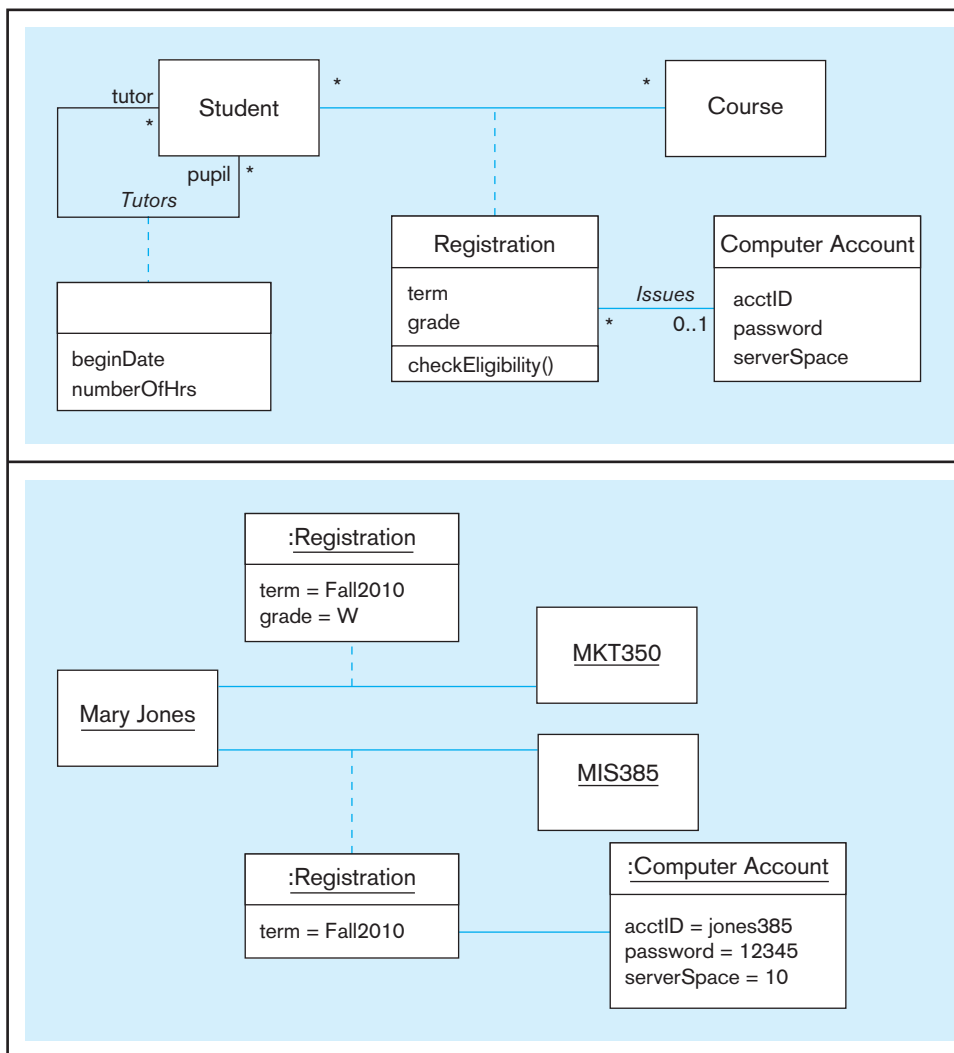 * *
tutor
Student
Course
*
pupil *
Tutors
Registration
Computer Account
term
grade
Issues
* 0..1
acctID
password
serverSpace
checkEligibility()
beginDate
numberOfHrs
:Registration
term = Fall2010
grade = W
MKT350
Mary Jones
MIS385
:Registration
term = Fall2010
:Computer Account
acctID = jones385
password = 12345
serverSpace = 10